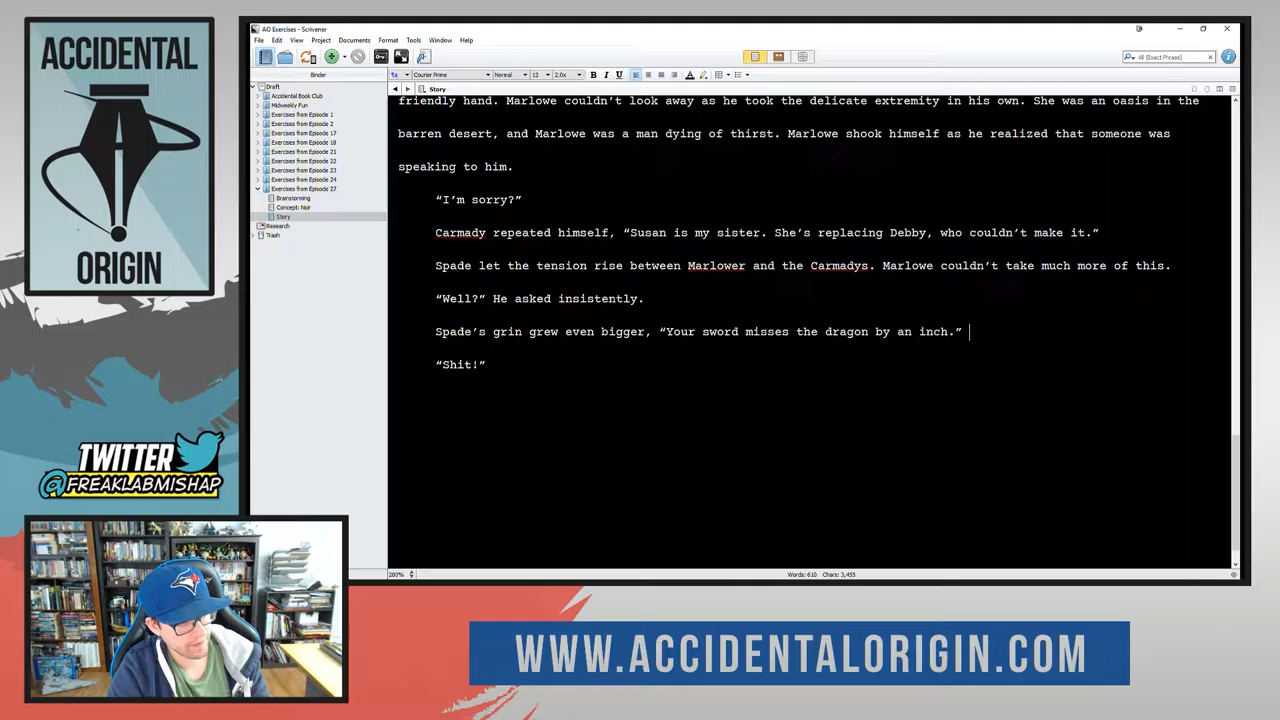 ACCIDENTAL
ORIGIN
TWITTER
@FREAKLABMISHAP
AO Exercises - Scrivener
File Edit View Project Documents Format Tools Window Help
All (Exact Phrase)
Binder
Courier Prime Normal 12 2.0x B I U A
Story
Draft
Accidental Book Club
Midweekly Fun
Exercises from Episode 1
Exercises from Episode 2
Exercises from Episode 17
Exercises from Episode 18
Exercises from Episode 21
Exercises from Episode 22
Exercises from Episode 23
Exercises from Episode 24
Exercises from Episode 27
Brainstorming
Concept: Noir
Story
Research
Trash
friendly hand. Marlowe couldn’t look away as he took the delicate extremity in his own. She was an oasis in the
barren desert, and Marlowe was a man dying of thirst. Marlowe shook himself as he realized that someone was
speaking to him.
“I’m sorry?”
Carmady repeated himself, “Susan is my sister. She’s replacing Debby, who couldn’t make it.”
Spade let the tension rise between Marlower and the Carmadys. Marlowe couldn’t take much more of this.
“Well?” He asked insistently.
Spade’s grin grew even bigger, “Your sword misses the dragon by an inch.”
“Shit!”
200%
Words: 610 Chars: 3,455
WWW.ACCIDENTALORIGIN.COM